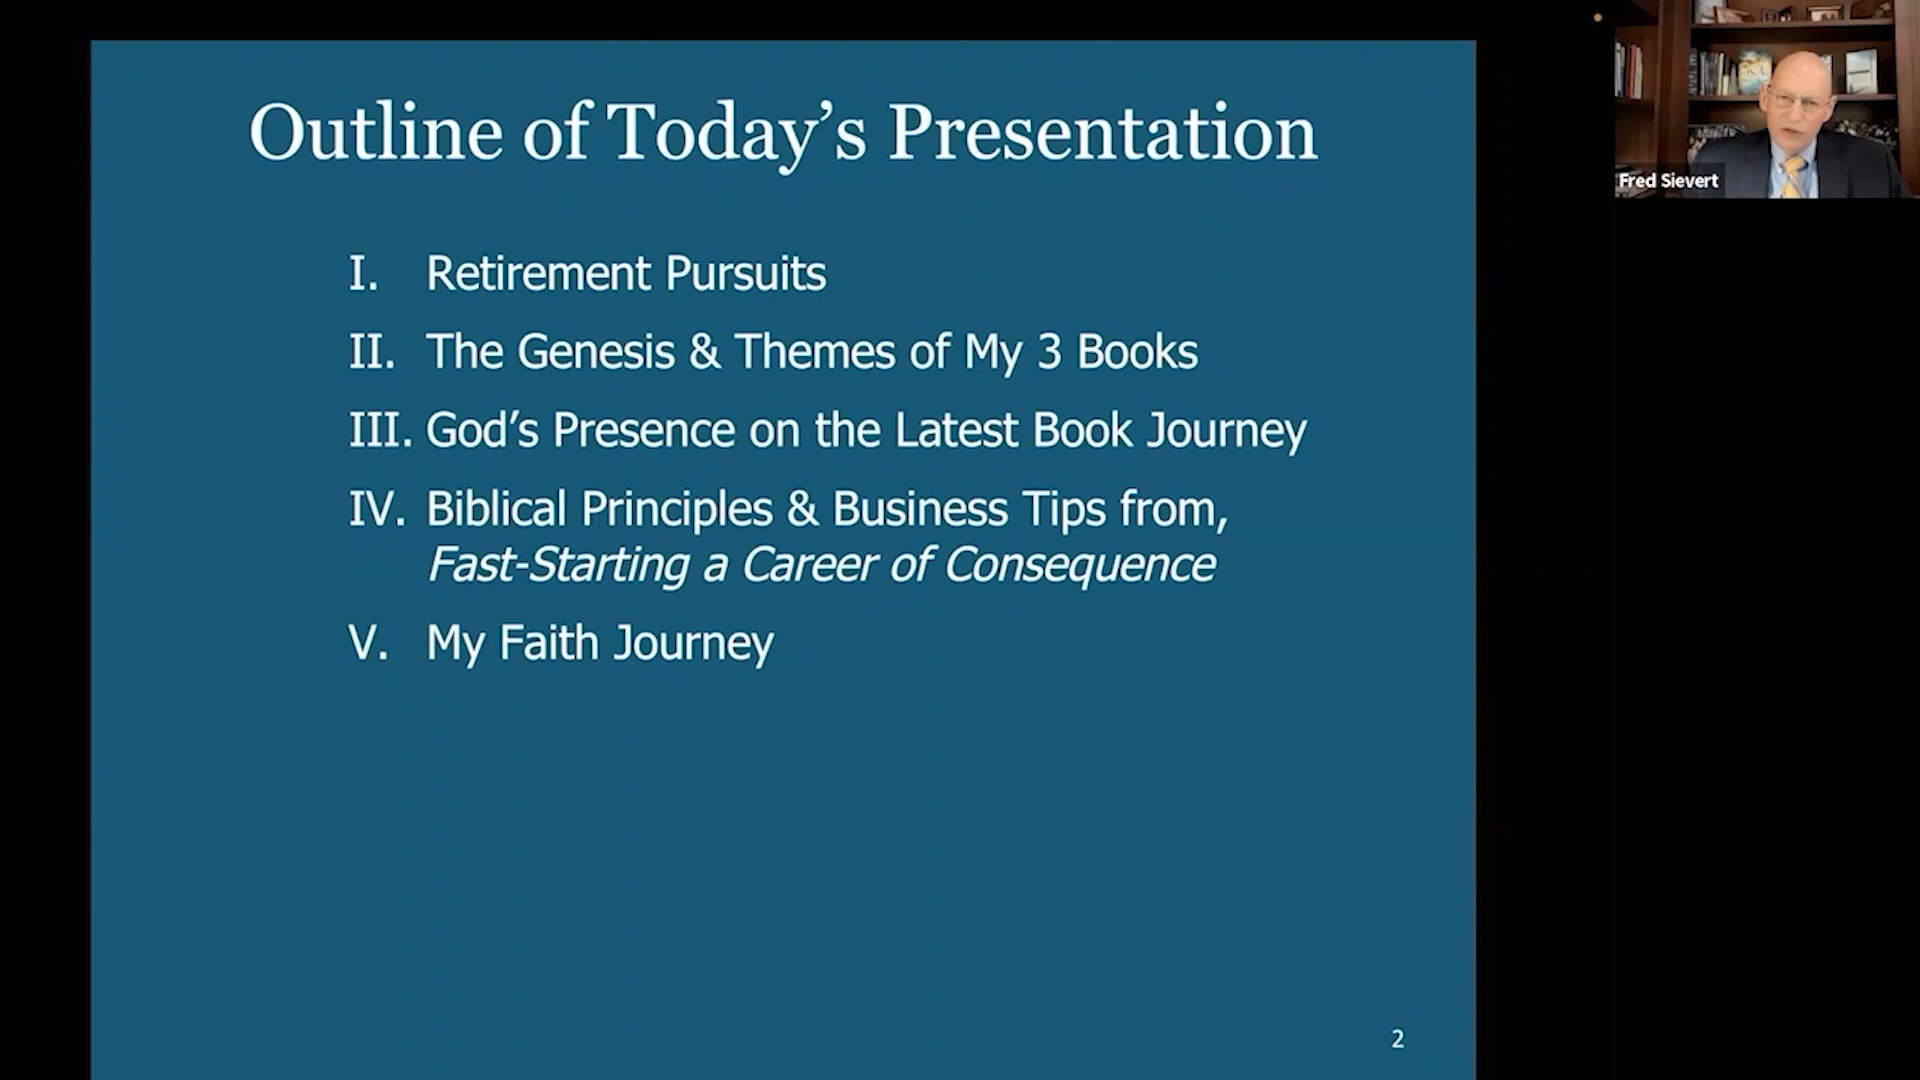 Outline of Today’s Presentation
I. Retirement Pursuits
II. The Genesis & Themes of My 3 Books
III. God’s Presence on the Latest Book Journey
IV. Biblical Principles & Business Tips from,
Fast-Starting a Career of Consequence
V. My Faith Journey
2
Fred Sievert